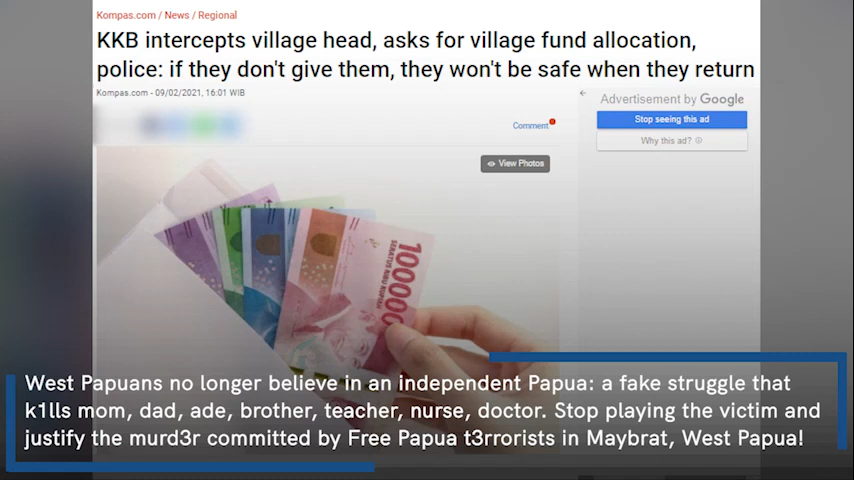 Kompas.com / News / Regional
KKB intercepts village head, asks for village fund allocation,
police: if they don't give them, they won't be safe when they return
Kompas.com - 09/02/2021, 16:01 WIB
Advertisement by Google
Comment
Stop seeing this ad
Why this ad?
View Photos
SERATUS RIBU RUPIAH
100000
West Papuans no longer believe in an independent Papua: a fake struggle that
k1lls mom, dad, ade, brother, teacher, nurse, doctor. Stop playing the victim and
justify the murd3r committed by Free Papua t3rrorists in Maybrat, West Papua!